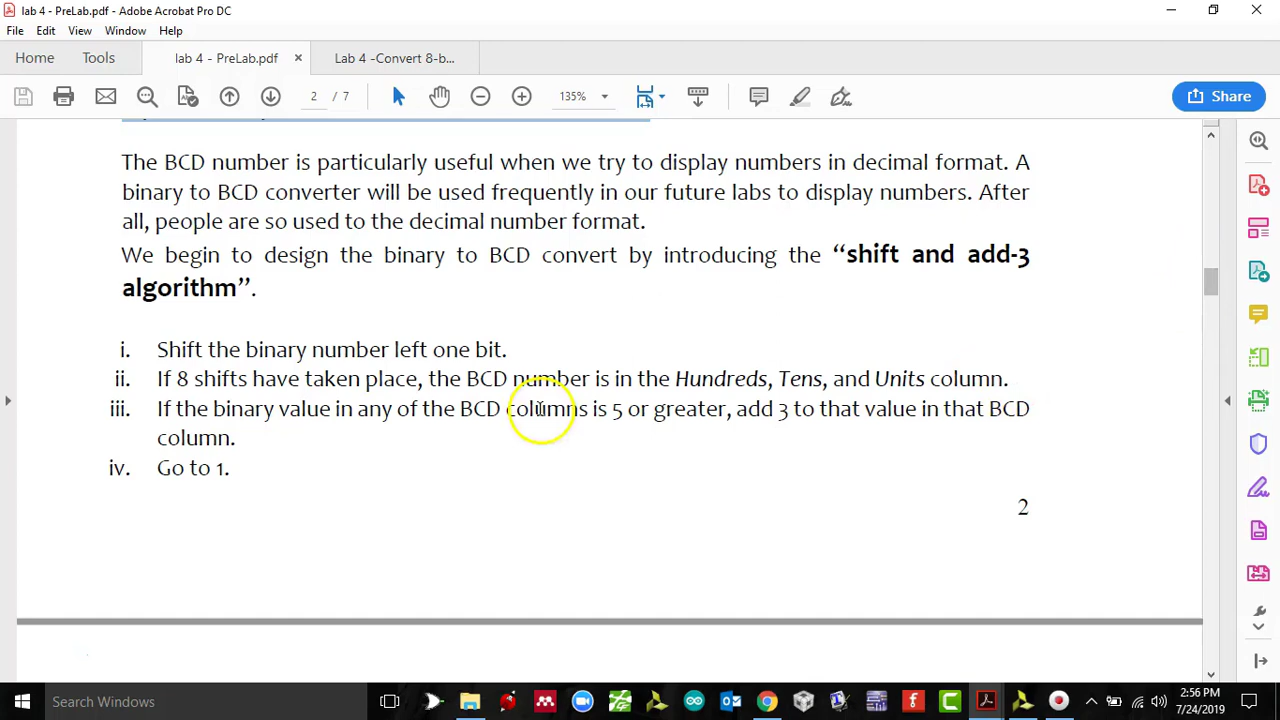 lab 4 - PreLab.pdf - Adobe Acrobat Pro DC
File Edit View Window Help
Home Tools lab 4 - PreLab.pdf × Lab 4 -Convert 8-b...
2 / 7 135% Share
The BCD number is particularly useful when we try to display numbers in decimal format. A
binary to BCD converter will be used frequently in our future labs to display numbers. After
all, people are so used to the decimal number format.
We begin to design the binary to BCD convert by introducing the “shift and add-3
algorithm”.
i. Shift the binary number left one bit.
ii. If 8 shifts have taken place, the BCD number is in the Hundreds, Tens, and Units column.
iii. If the binary value in any of the BCD columns is 5 or greater, add 3 to that value in that BCD
column.
iv. Go to 1.
2
Search Windows
2:56 PM
7/24/2019